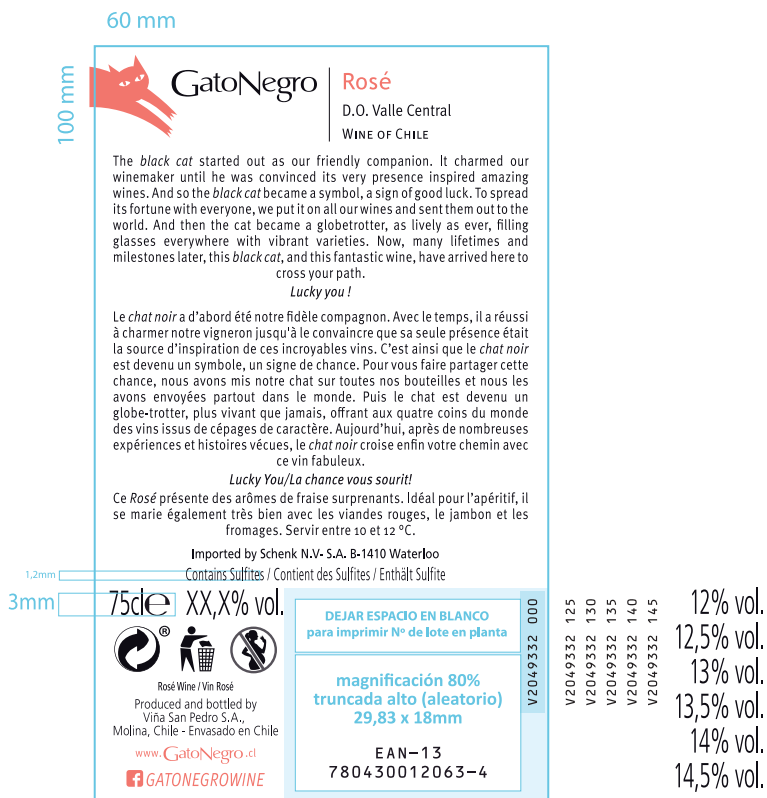 60 mm
100 mm
GatoNegro
Rosé
D.O. Valle Central
WINE OF CHILE
The black cat started out as our friendly companion. It charmed our
winemaker until he was convinced its very presence inspired amazing
wines. And so the black cat became a symbol, a sign of good luck. To spread
its fortune with everyone, we put it on all our wines and sent them out to the
world. And then the cat became a globetrotter, as lively as ever, filling
glasses everywhere with vibrant varieties. Now, many lifetimes and
milestones later, this black cat, and this fantastic wine, have arrived here to
cross your path.
Lucky you !
Le chat noir a d'abord été notre fidèle compagnon. Avec le temps, il a réussi
à charmer notre vigneron jusqu'à le convaincre que sa seule présence était
la source d'inspiration de ces incroyables vins. C'est ainsi que le chat noir
est devenu un symbole, un signe de chance. Pour vous faire partager cette
chance, nous avons mis notre chat sur toutes nos bouteilles et nous les
avons envoyées partout dans le monde. Puis le chat est devenu un
globe-trotter, plus vivant que jamais, offrant aux quatre coins du monde
des vins issus de cépages de caractère. Aujourd'hui, après de nombreuses
expériences et histoires vécues, le chat noir croise enfin votre chemin avec
ce vin fabuleux.
Lucky You/La chance vous sourit!
Ce Rosé présente des arômes de fraise surprenants. Idéal pour l'apéritif, il
se marie également très bien avec les viandes rouges, le jambon et les
fromages. Servir entre 10 et 12 °C.
Imported by Schenk N.V- S.A. B-1410 Waterloo
1,2mm
Contains Sulfites / Contient des Sulfites / Enthält Sulfite
3mm
75cl e XX,X% vol.
®
Rosé Wine / Vin Rosé
Produced and bottled by
Viña San Pedro S.A.,
Molina, Chile - Envasado en Chile
www.GatoNegro.cl
f GATONEGROWINE
DEJAR ESPACIO EN BLANCO
para imprimir Nº de lote en planta
magnificación 80%
truncada alto (aleatorio)
29,83 x 18mm
EAN-13
780430012063-4
V2049332 000
V2049332 125
V2049332 130
V2049332 135
V2049332 140
V2049332 145
12% vol.
12,5% vol.
13% vol.
13,5% vol.
14% vol.
14,5% vol.